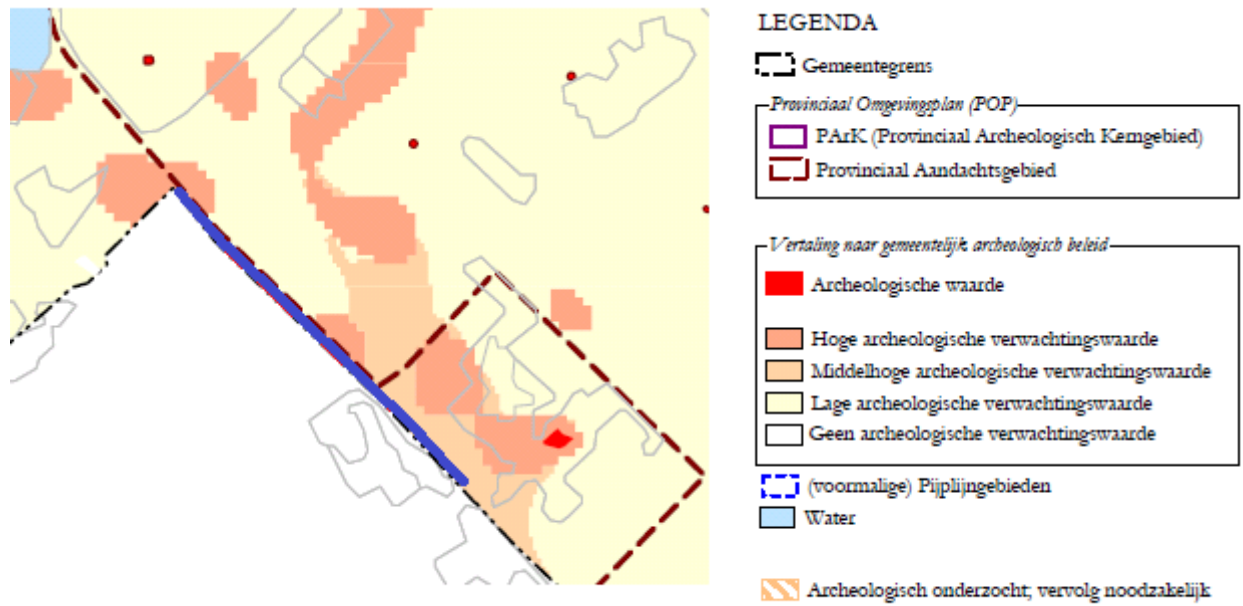 LEGENDA
Gemeentegrens
Provinciaal Omgevingsplan (POP)
PArK (Provinciaal Archeologisch Kerngebied)
Provinciaal Aandachtsgebied
Vertaling naar gemeentelijk archeologisch beleid
Archeologische waarde
Hoge archeologische verwachtingswaarde
Middelhoge archeologische verwachtingswaarde
Lage archeologische verwachtingswaarde
Geen archeologische verwachtingswaarde
(voormalige) Pijplijngebieden
Water
Archeologisch onderzocht; vervolg noodzakelijk